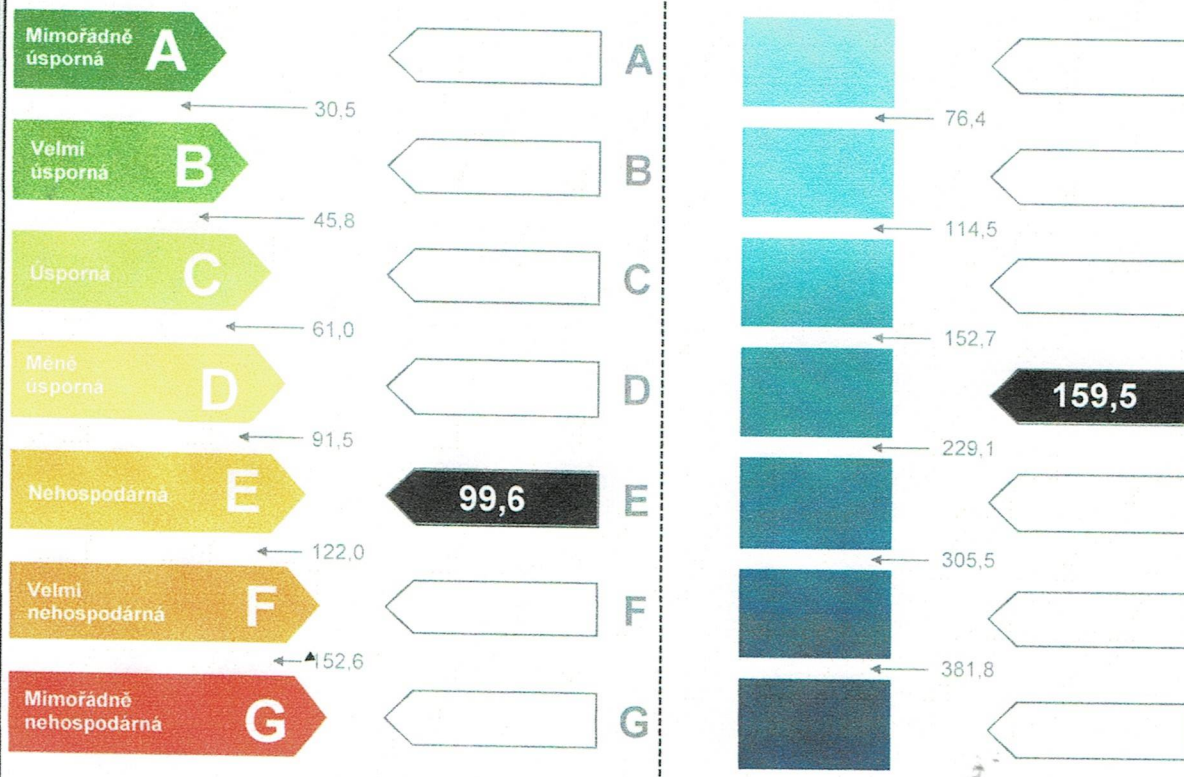 Mimořádně
úsporná
A
A
30,5
Velmi
úsporná
B
B
45,8
Úsporná
C
C
61,0
Méně
úsporná
D
D
91,5
Nehospodárná
E
99,6
E
122,0
Velmi
nehospodárná
F
F
152,6
Mimořádně
nehospodárná
G
G
76,4
114,5
152,7
159,5
229,1
305,5
381,8